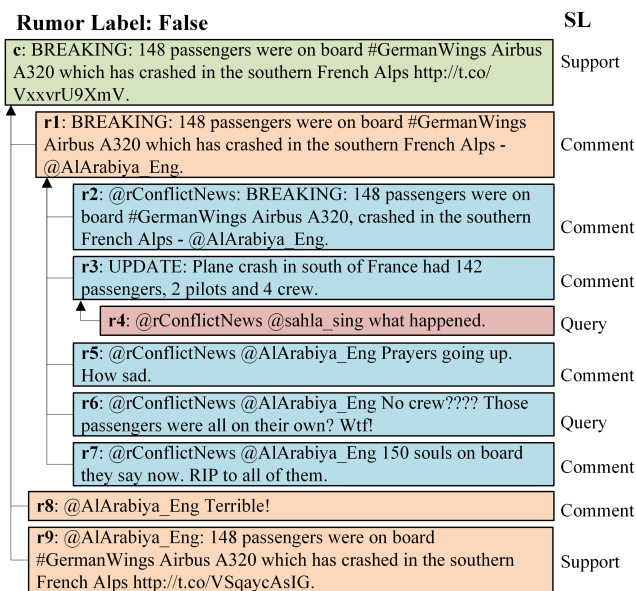 Rumor Label: False
SL
c: BREAKING: 148 passengers were on board #GermanWings Airbus
A320 which has crashed in the southern French Alps http://t.co/
VxxvrU9XmV.
Support
r1: BREAKING: 148 passengers were on board #GermanWings
Airbus A320 which has crashed in the southern French Alps -
@AlArabiya_Eng.
Comment
r2: @rConflictNews: BREAKING: 148 passengers were on
board #GermanWings Airbus A320, crashed in the southern
French Alps - @AlArabiya_Eng.
Comment
r3: UPDATE: Plane crash in south of France had 142
passengers, 2 pilots and 4 crew.
Comment
r4: @rConflictNews @sahla_sing what happened.
Query
r5: @rConflictNews @AlArabiya_Eng Prayers going up.
How sad.
Comment
r6: @rConflictNews @AlArabiya_Eng No crew???? Those
passengers were all on their own? Wtf!
Query
r7: @rConflictNews @AlArabiya_Eng 150 souls on board
they say now. RIP to all of them.
Comment
r8: @AlArabiya_Eng Terrible!
Comment
r9: @AlArabiya_Eng: 148 passengers were on board
#GermanWings Airbus A320 which has crashed in the southern
French Alps http://t.co/VSqaycAsIG.
Support